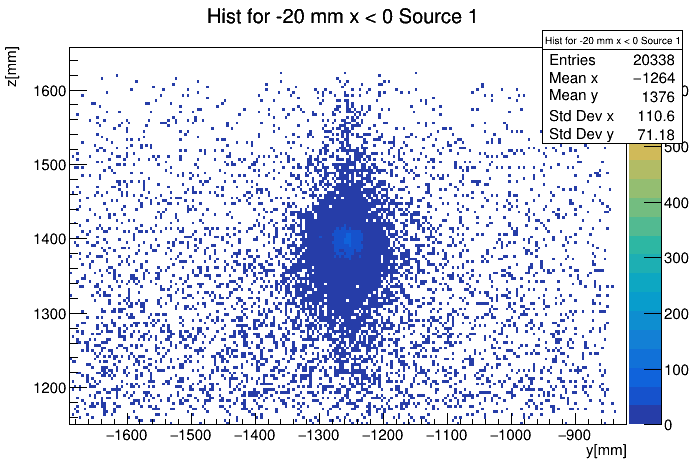 Hist for -20 mm x < 0 Source 1
z[mm]
Hist for -20 mm x < 0 Source 1
Entries 20338
Mean x −1264
Mean y 1376
Std Dev x 110.6
Std Dev y 71.18
1600
1500
1400
1300
1200
0
500
400
300
200
100
0
−1600 −1500 −1400 −1300 −1200 −1100 −1000 −900
y[mm]